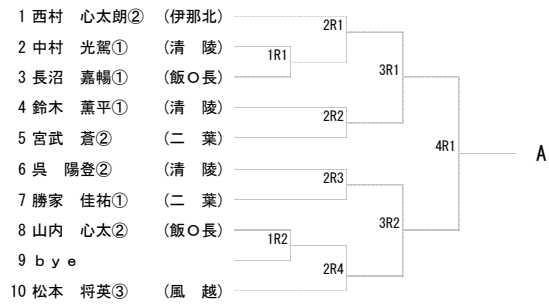 1 西村　心太朗②　(伊那北)
2R1
2 中村　光駕①　(清　陵)
1R1
3 長沼　嘉暢①　(飯Ｏ長)
3R1
4 鈴木　薫平①　(清　陵)
2R2
5 宮武　蒼②　(二　葉)
4R1
A
6 呉　陽登②　(清　陵)
2R3
7 勝家　佳祐①　(二　葉)
3R2
8 山内　心太②　(飯Ｏ長)
1R2
9 ｂｙｅ
2R4
10 松本　将英③　(風　越)